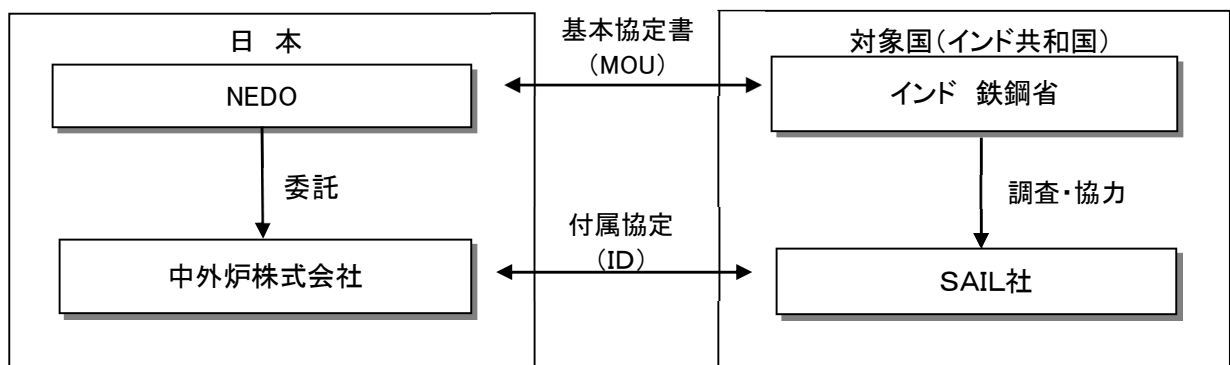 日 本
基本協定書
(MOU)
対象国(インド共和国)
NEDO
インド 鉄鋼省
委託
調査・協力
付属協定
(ID)
中外炉株式会社
SAIL社